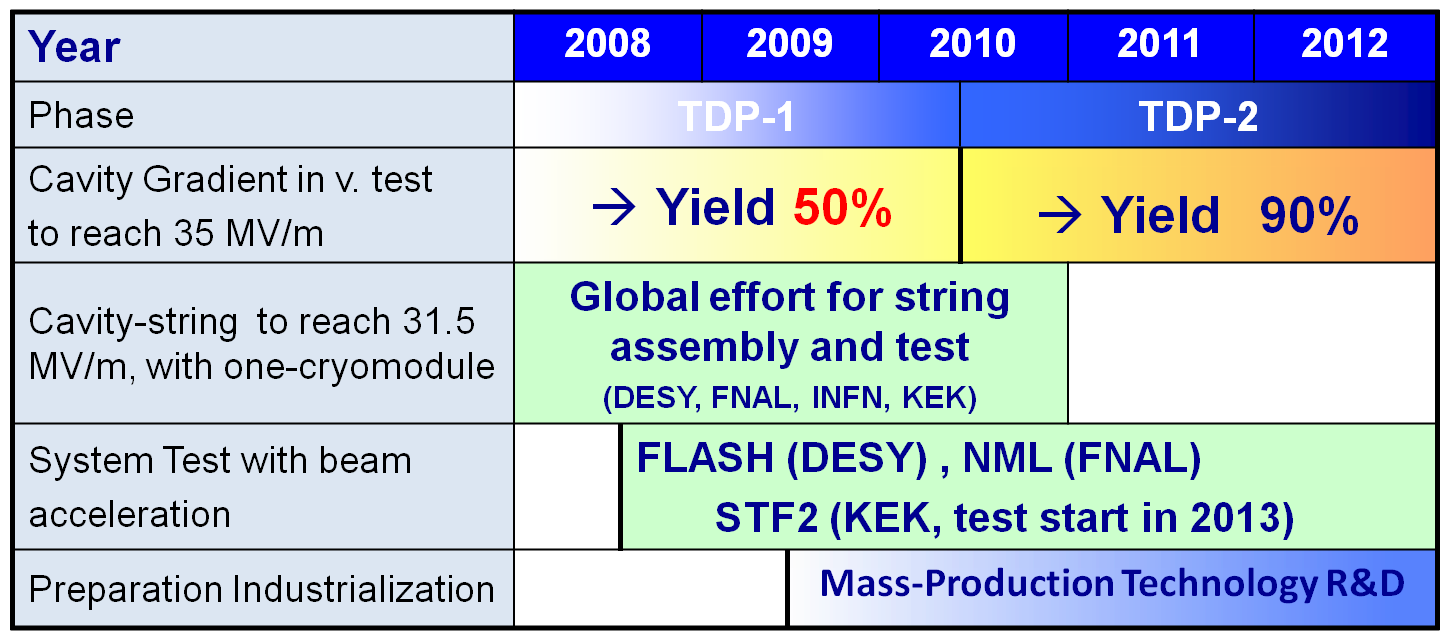 Year 2008 2009 2010 2011 2012
Phase TDP-1 TDP-2
Cavity Gradient in v. test
to reach 35 MV/m
→ Yield 50% → Yield 90%
Cavity-string to reach 31.5
MV/m, with one-cryomodule
Global effort for string
assembly and test
(DESY, FNAL, INFN, KEK)
System Test with beam
acceleration
FLASH (DESY) , NML (FNAL)
STF2 (KEK, test start in 2013)
Preparation Industrialization Mass-Production Technology R&D